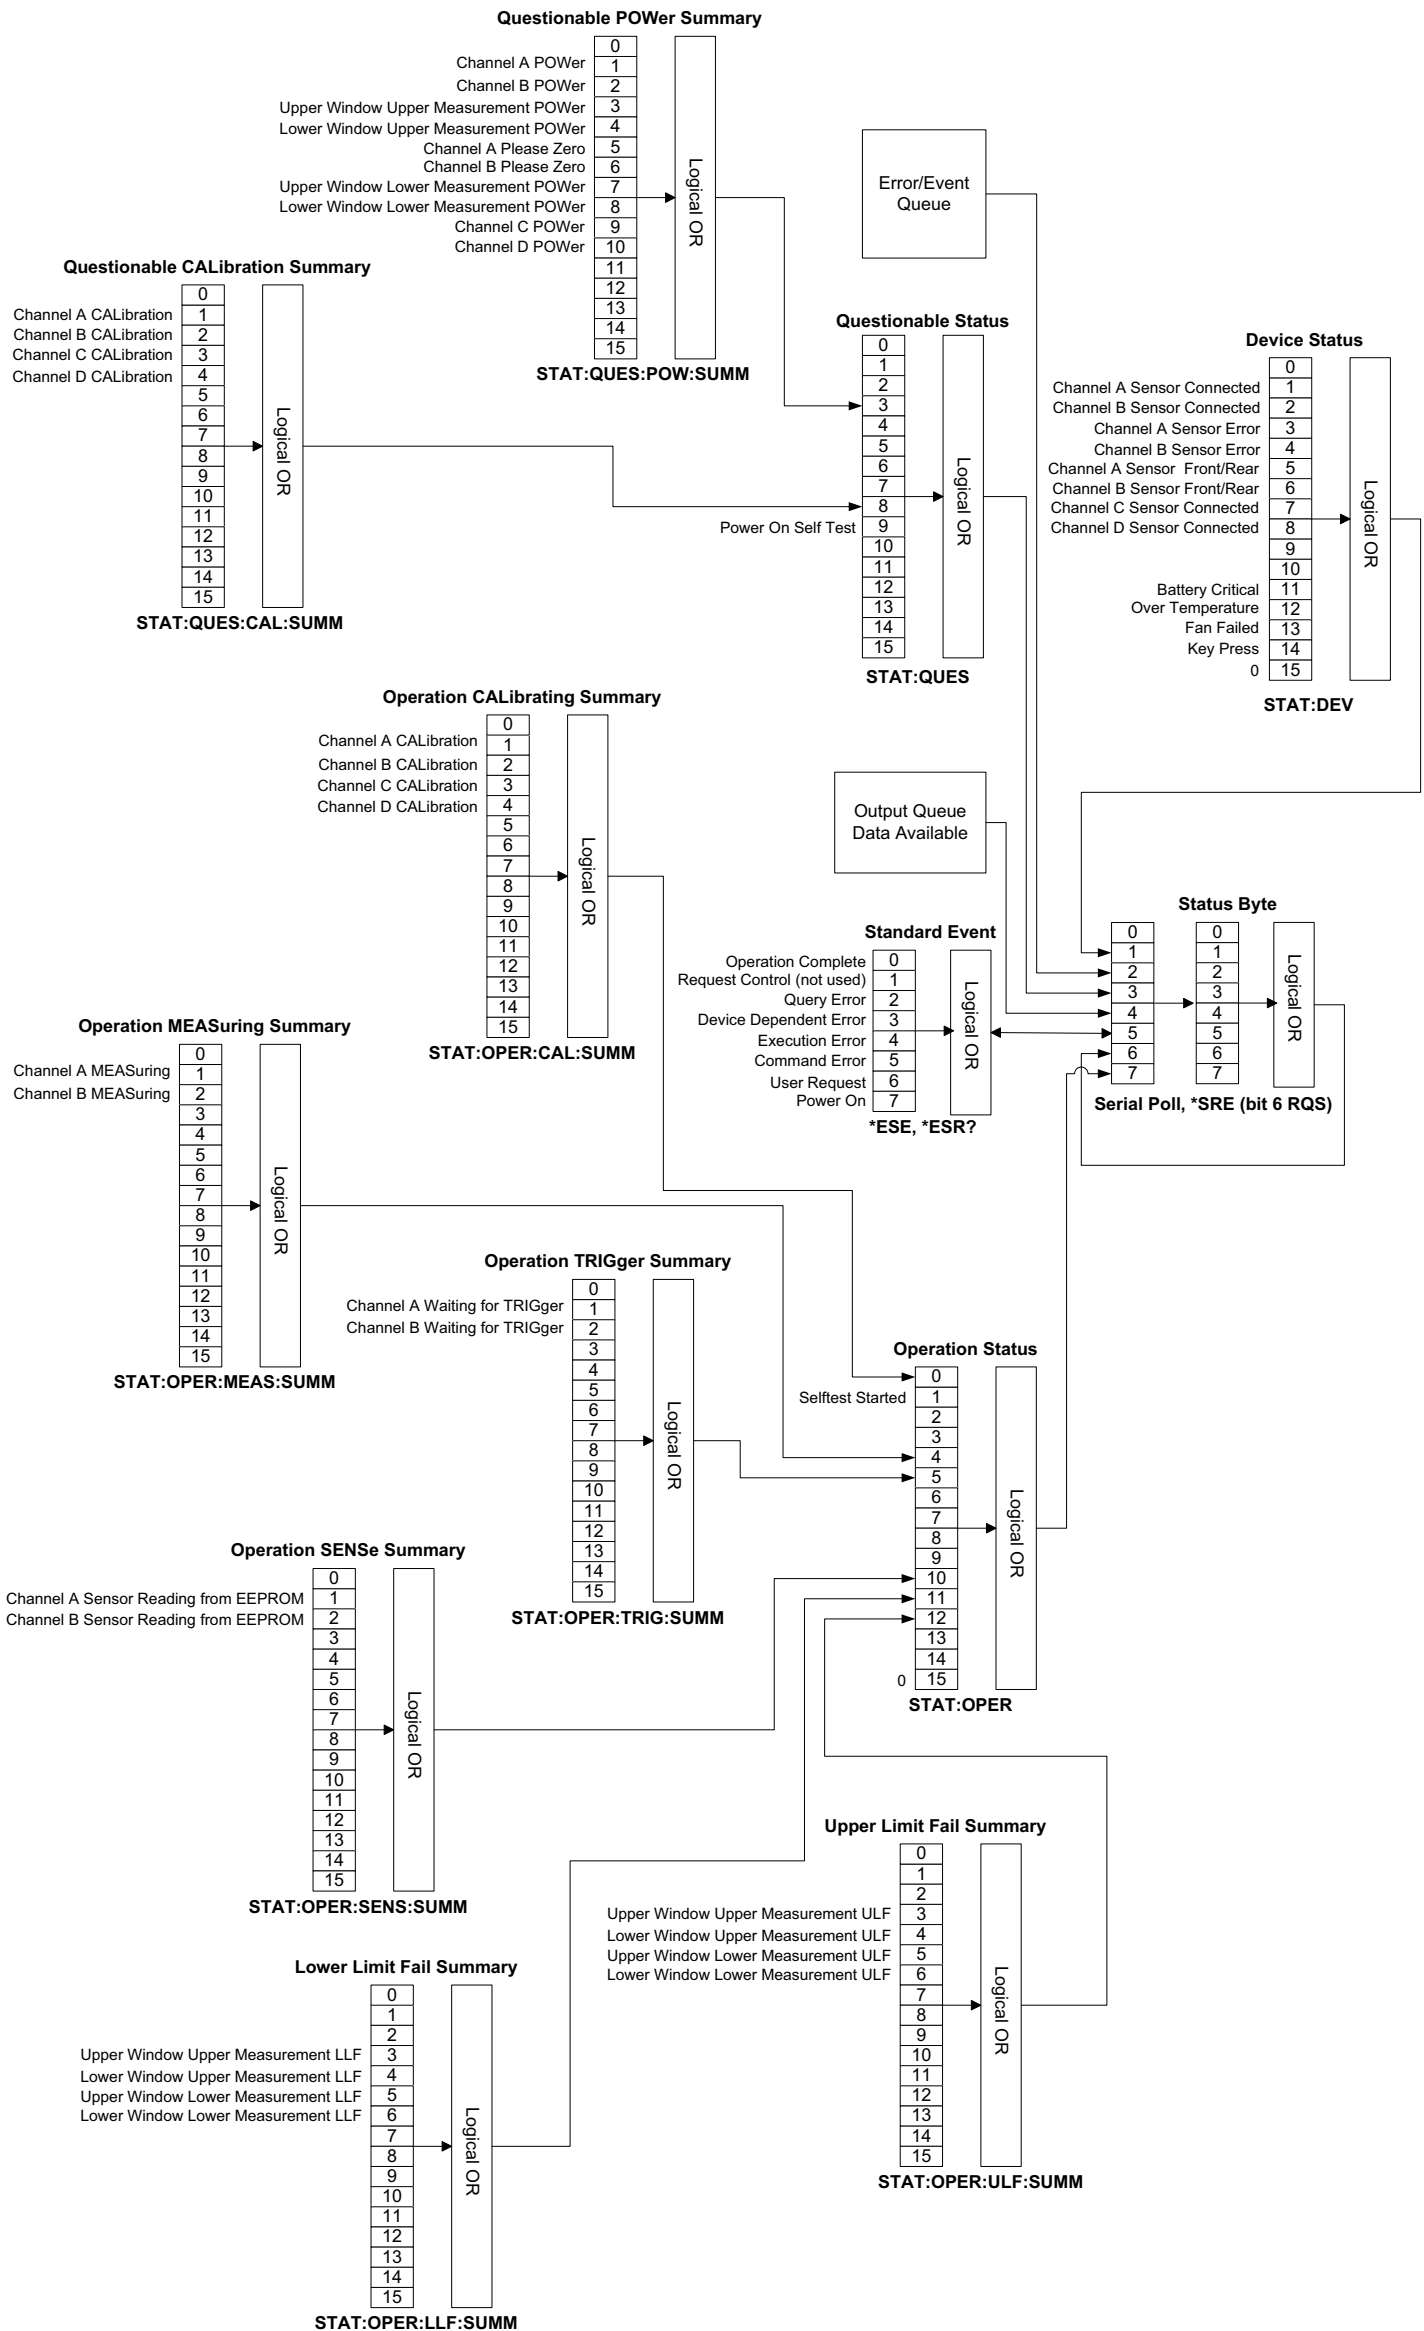 Questionable POWer Summary
0
Channel A POWer 1
Channel B POWer 2
Upper Window Upper Measurement POWer 3
Lower Window Upper Measurement POWer 4
Channel A Please Zero 5
Channel B Please Zero 6
Upper Window Lower Measurement POWer 7
Lower Window Lower Measurement POWer 8
Channel C POWer 9
Channel D POWer 10
11
12
13
14
15
Logical OR
STAT:QUES:POW:SUMM
Error/Event
Queue
Questionable CALibration Summary
0
Channel A CALibration 1
Channel B CALibration 2
Channel C CALibration 3
Channel D CALibration 4
5
6
7
8
9
10
11
12
13
14
15
Logical OR
STAT:QUES:CAL:SUMM
Questionable Status
0
1
2
3
4
5
6
7
8
Power On Self Test 9
10
11
12
13
14
15
Logical OR
STAT:QUES
Device Status
0
Channel A Sensor Connected 1
Channel B Sensor Connected 2
Channel A Sensor Error 3
Channel B Sensor Error 4
Channel A Sensor Front/Rear 5
Channel B Sensor Front/Rear 6
Channel C Sensor Connected 7
Channel D Sensor Connected 8
9
10
Battery Critical 11
Over Temperature 12
Fan Failed 13
Key Press 14
0 15
Logical OR
STAT:DEV
Operation CALibrating Summary
0
Channel A CALibration 1
Channel B CALibration 2
Channel C CALibration 3
Channel D CALibration 4
5
6
7
8
9
10
11
12
13
14
15
Logical OR
STAT:OPER:CAL:SUMM
Output Queue
Data Available
Standard Event
Operation Complete 0
Request Control (not used) 1
Query Error 2
Device Dependent Error 3
Execution Error 4
Command Error 5
User Request 6
Power On 7
Logical OR
*ESE, *ESR?
Status Byte
0 0
1 1
2 2
3 3
4 4
5 5
6 6
7 7
Logical OR
Serial Poll, *SRE (bit 6 RQS)
Operation MEASuring Summary
0
Channel A MEASuring 1
Channel B MEASuring 2
3
4
5
6
7
8
9
10
11
12
13
14
15
Logical OR
STAT:OPER:MEAS:SUMM
Operation TRIGger Summary
0
Channel A Waiting for TRIGger 1
Channel B Waiting for TRIGger 2
3
4
5
6
7
8
9
10
11
12
13
14
15
Logical OR
STAT:OPER:TRIG:SUMM
Operation Status
0
Selftest Started 1
2
3
4
5
6
7
8
9
10
11
12
13
14
0 15
Logical OR
STAT:OPER
Operation SENSe Summary
0
Channel A Sensor Reading from EEPROM 1
Channel B Sensor Reading from EEPROM 2
3
4
5
6
7
8
9
10
11
12
13
14
15
Logical OR
STAT:OPER:SENS:SUMM
Upper Limit Fail Summary
0
1
2
Upper Window Upper Measurement ULF 3
Lower Window Upper Measurement ULF 4
Upper Window Lower Measurement ULF 5
Lower Window Lower Measurement ULF 6
7
8
9
10
11
12
13
14
15
Logical OR
STAT:OPER:ULF:SUMM
Lower Limit Fail Summary
0
1
2
Upper Window Upper Measurement LLF 3
Lower Window Upper Measurement LLF 4
Upper Window Lower Measurement LLF 5
Lower Window Lower Measurement LLF 6
7
8
9
10
11
12
13
14
15
Logical OR
STAT:OPER:LLF:SUMM